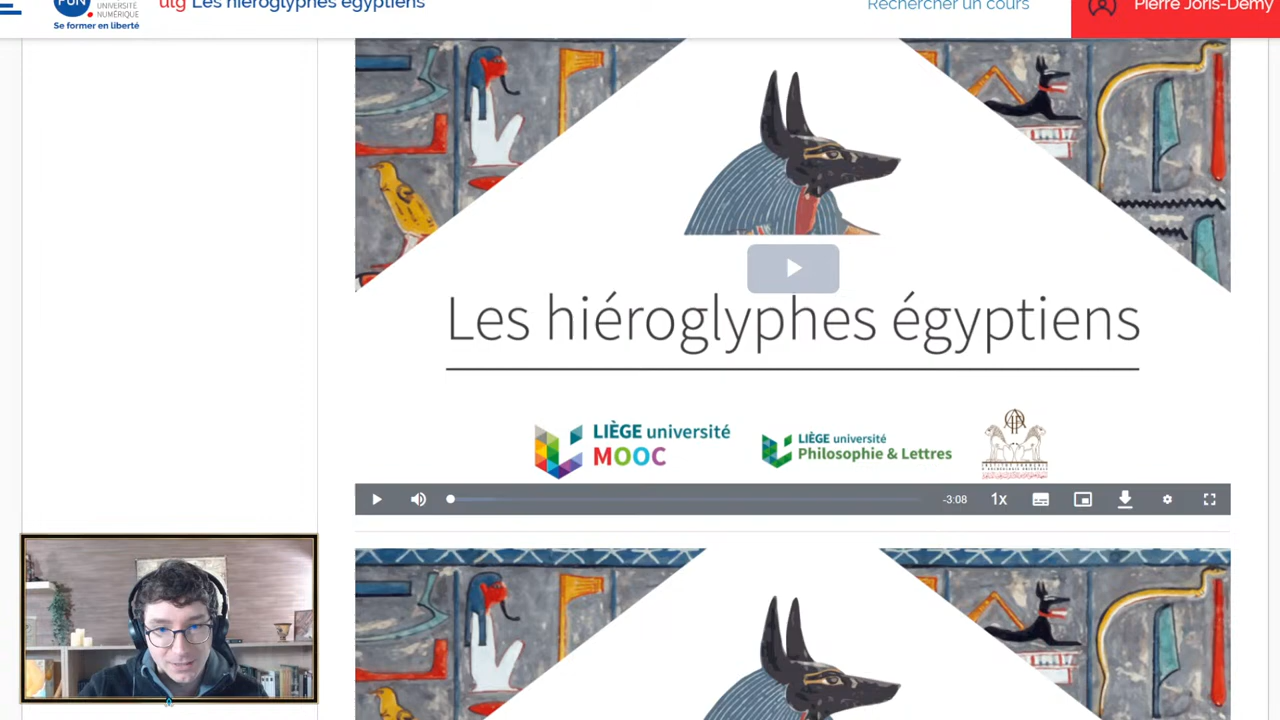 FUN
UNIVERSITÉ
NUMÉRIQUE
Se former en liberté
ulg Les hiéroglyphes égyptiens
Rechercher un cours
Pierre Joris-Demy
Les hiéroglyphes égyptiens
LIÈGE université
MOOC
LIÈGE université
Philosophie & Lettres
-3:08
1x